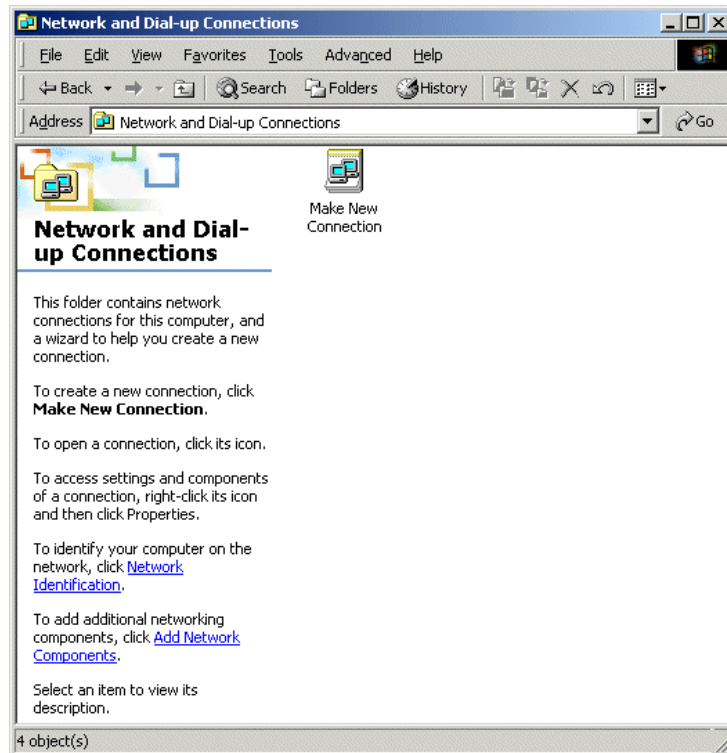 Network and Dial-up Connections
File Edit View Favorites Tools Advanced Help
Back Search Folders History
Address Network and Dial-up Connections Go
Make New
Connection
Network and Dial-
up Connections
This folder contains network
connections for this computer, and
a wizard to help you create a new
connection.
To create a new connection, click
Make New Connection.
To open a connection, click its icon.
To access settings and components
of a connection, right-click its icon
and then click Properties.
To identify your computer on the
network, click Network
Identification.
To add additional networking
components, click Add Network
Components.
Select an item to view its
description.
4 object(s)